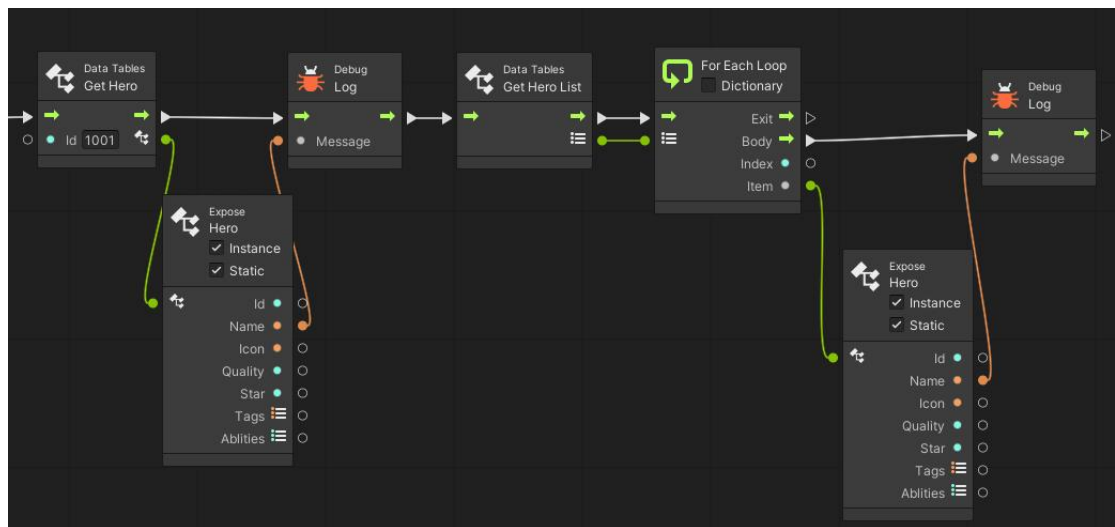 Data Tables
Get Hero
Id 1001
Debug
Log
Message
Data Tables
Get Hero List
For Each Loop
Dictionary
Exit
Body
Index
Item
Debug
Log
Message
Expose
Hero
Instance
Static
Id
Name
Icon
Quality
Star
Tags
Ablities
Expose
Hero
Instance
Static
Id
Name
Icon
Quality
Star
Tags
Ablities